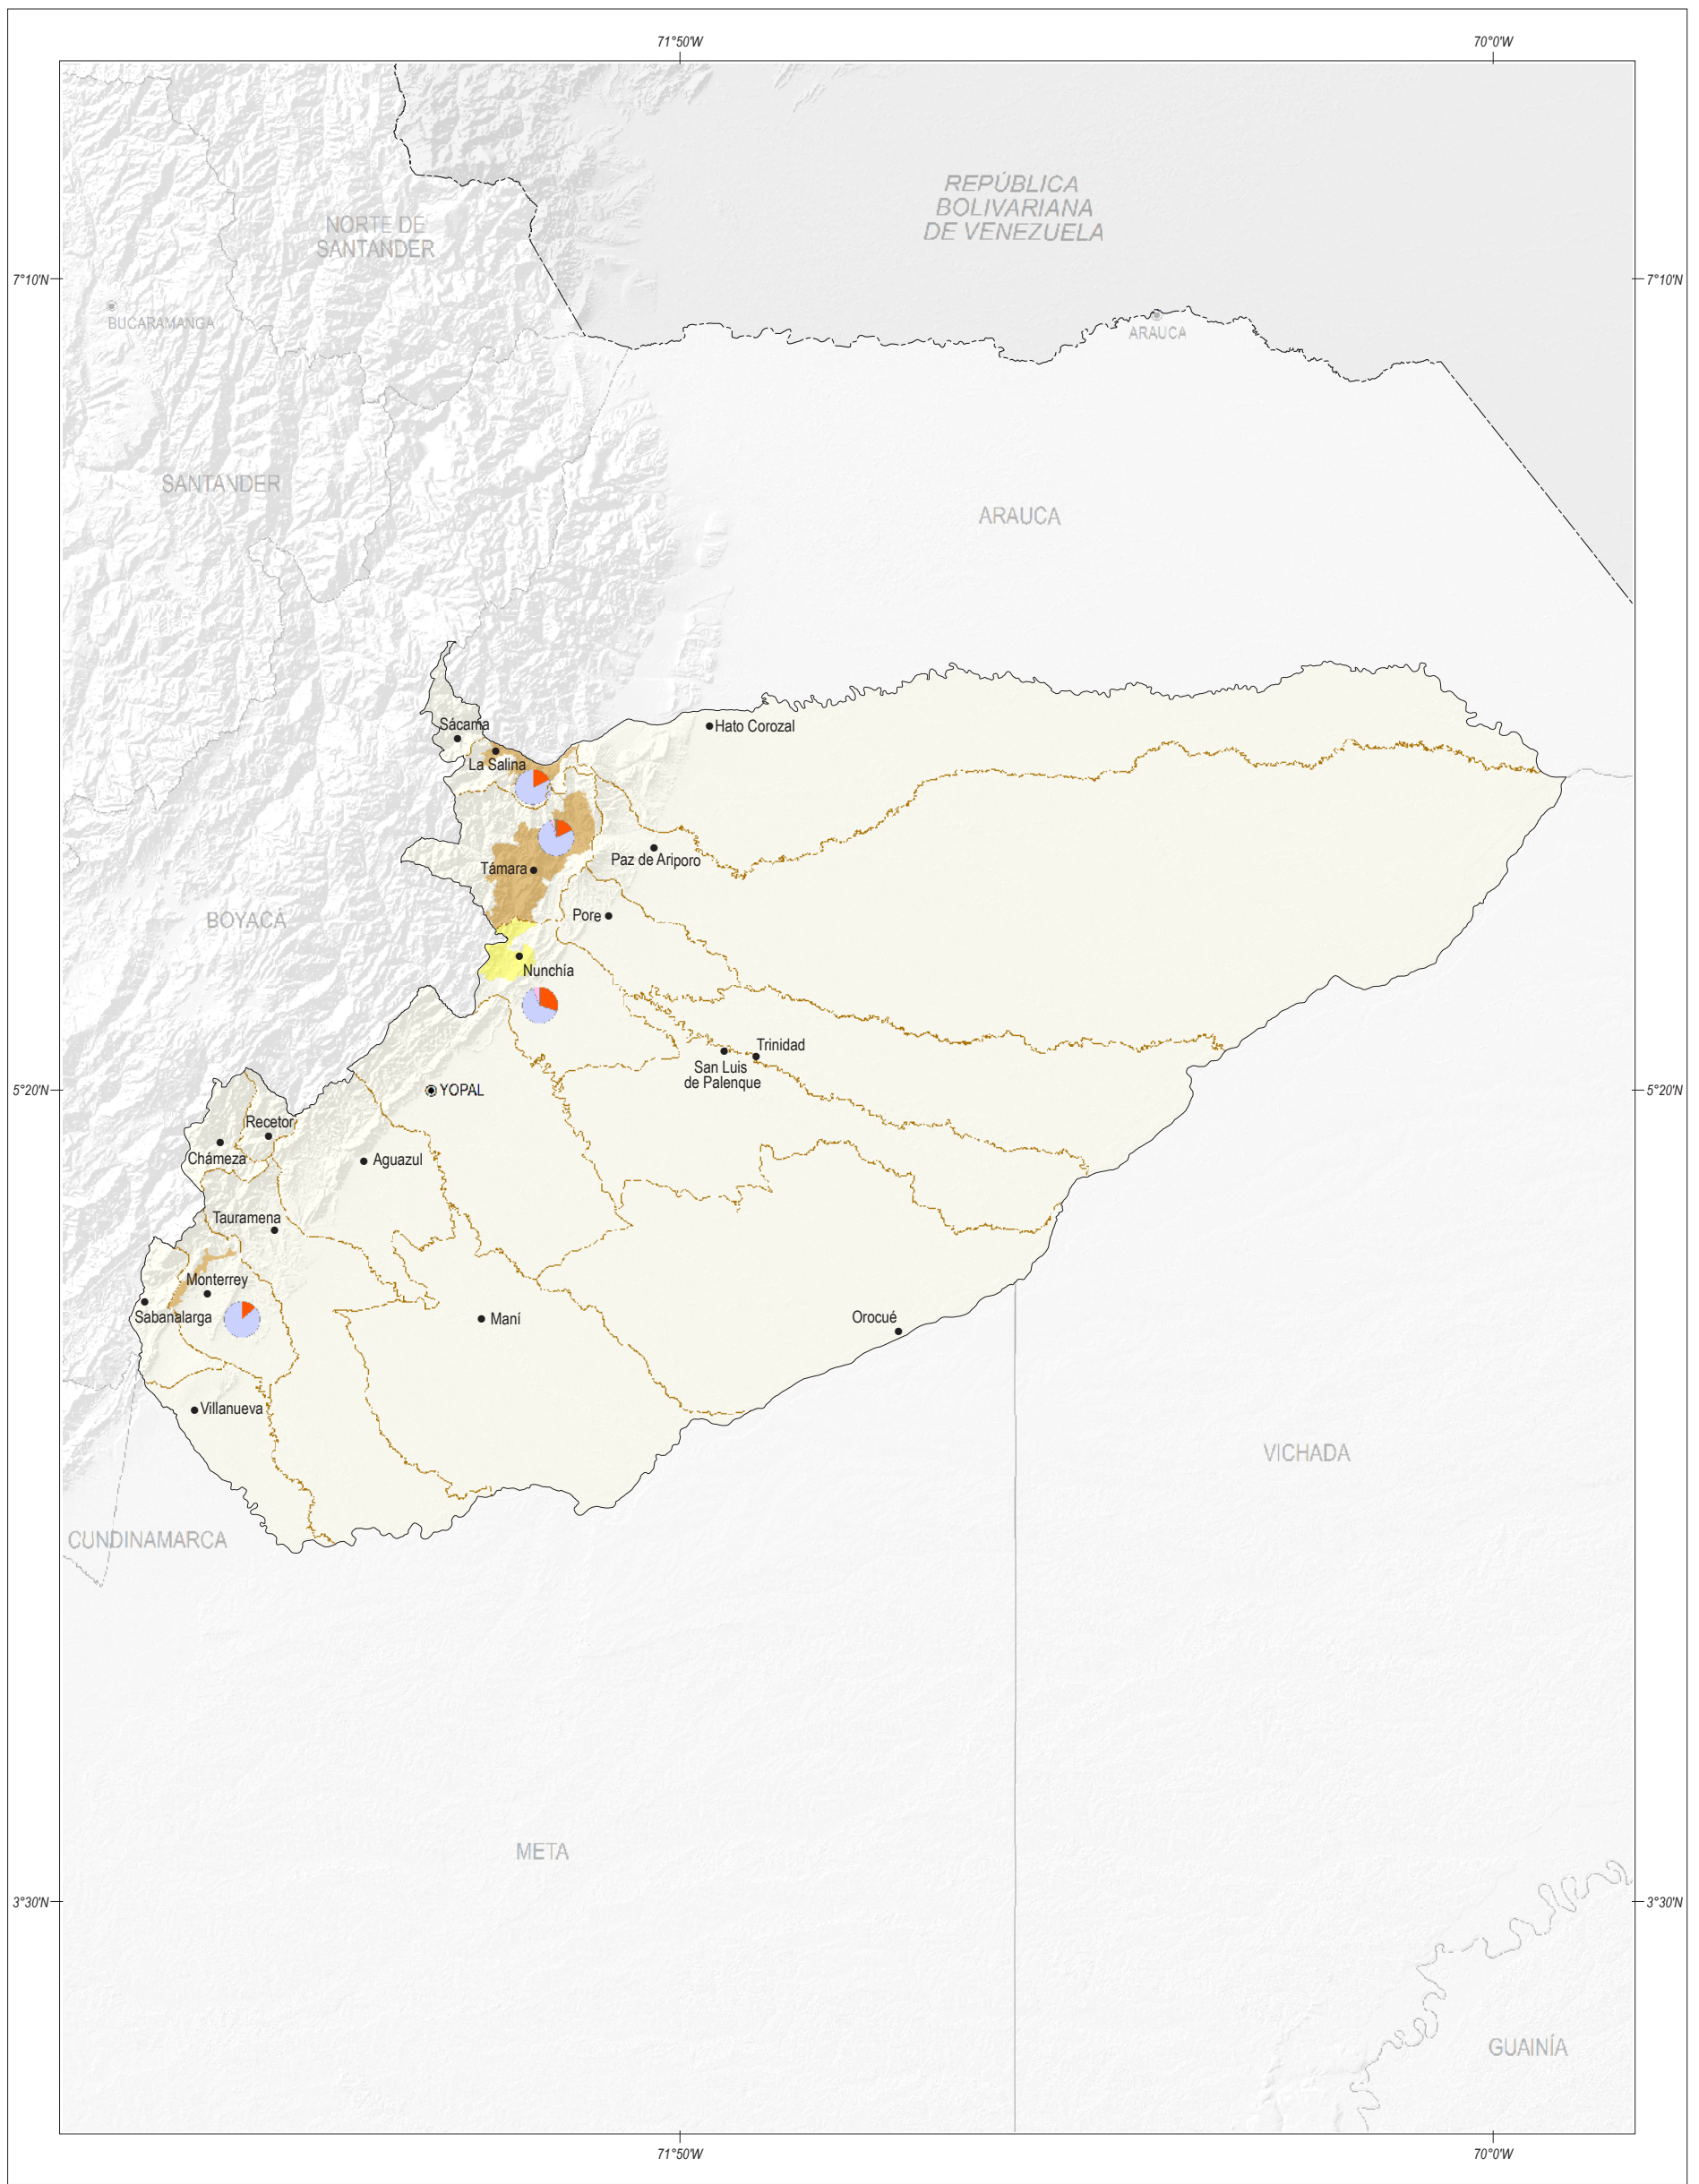 71°50'W
70°0'W
REPÚBLICA
BOLIVARIANA
DE VENEZUELA
NORTE DE
SANTANDER
7°10'N
7°10'N
BUCARAMANGA
ARAUCA
SANTANDER
ARAUCA
Sácama
Hato Corozal
La Salina
Paz de Ariporo
Támara
BOYACÁ
Pore
Nunchía
Trinidad
San Luis
de Palenque
5°20'N
YOPAL
5°20'N
Recetor
Chámeza
Aguazul
Tauramena
Monterrey
Sabanalarga
Maní
Orocué
Villanueva
VICHADA
CUNDINAMARCA
META
3°30'N
3°30'N
GUAINÍA
71°50'W
70°0'W